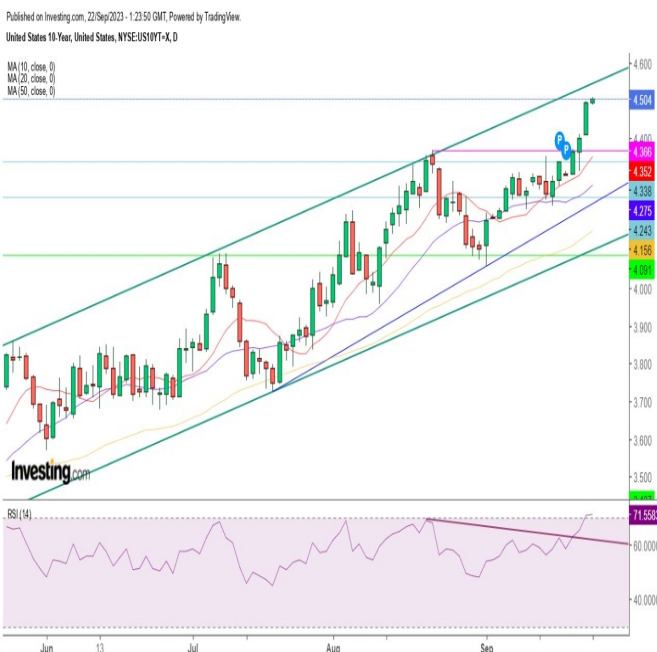 Published on Investing.com, 22/Sep/2023 - 1:23:50 GMT, Powered by TradingView.
United States 10-Year, United States, NYSE:US10YT=X, D
MA (10, close, 0)
MA (20, close, 0)
MA (50, close, 0)
4.600
4.504
4.400
P
P
4.366
4.352
4.338
4.275
4.243
4.156
4.091
4.000
3.900
3.800
3.700
3.600
3.500
Investing.com
RSI (14)
71.558
60.0000
40.0000
Jun
13
Jul
Aug
Sep